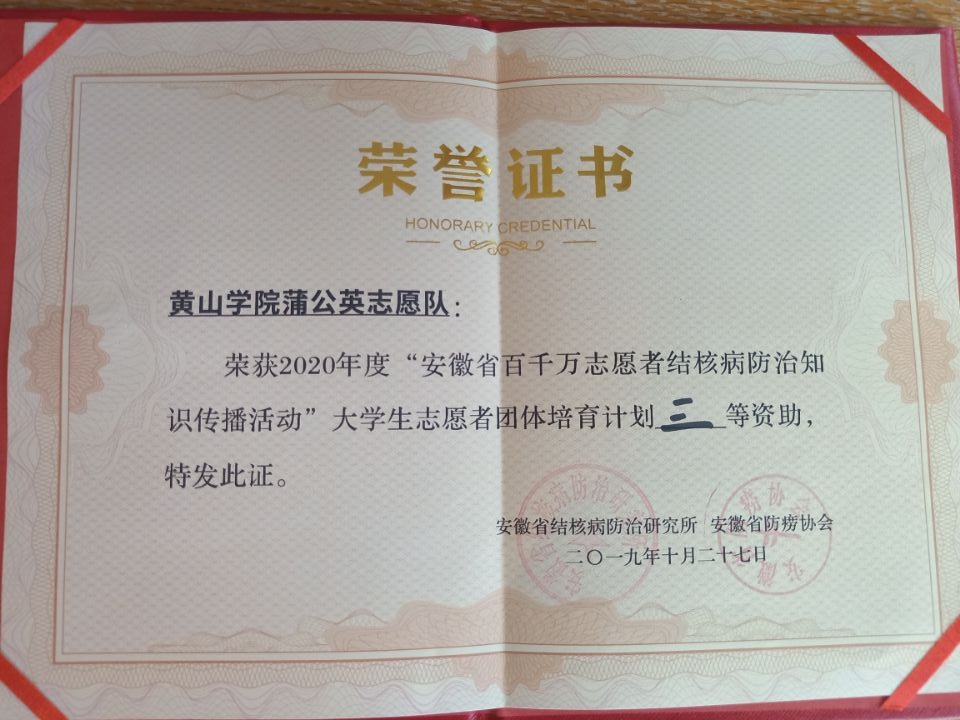 荣誉证书
HONORARY CREDENTIAL
黄山学院蒲公英志愿队：
荣获2020年度“安徽省百千万志愿者结核病防治知
识传播活动”大学生志愿者团体培育计划三等资助，
特发此证。
安徽省结核病防治研究所 安徽省防痨协会
二〇一九年十月二十七日